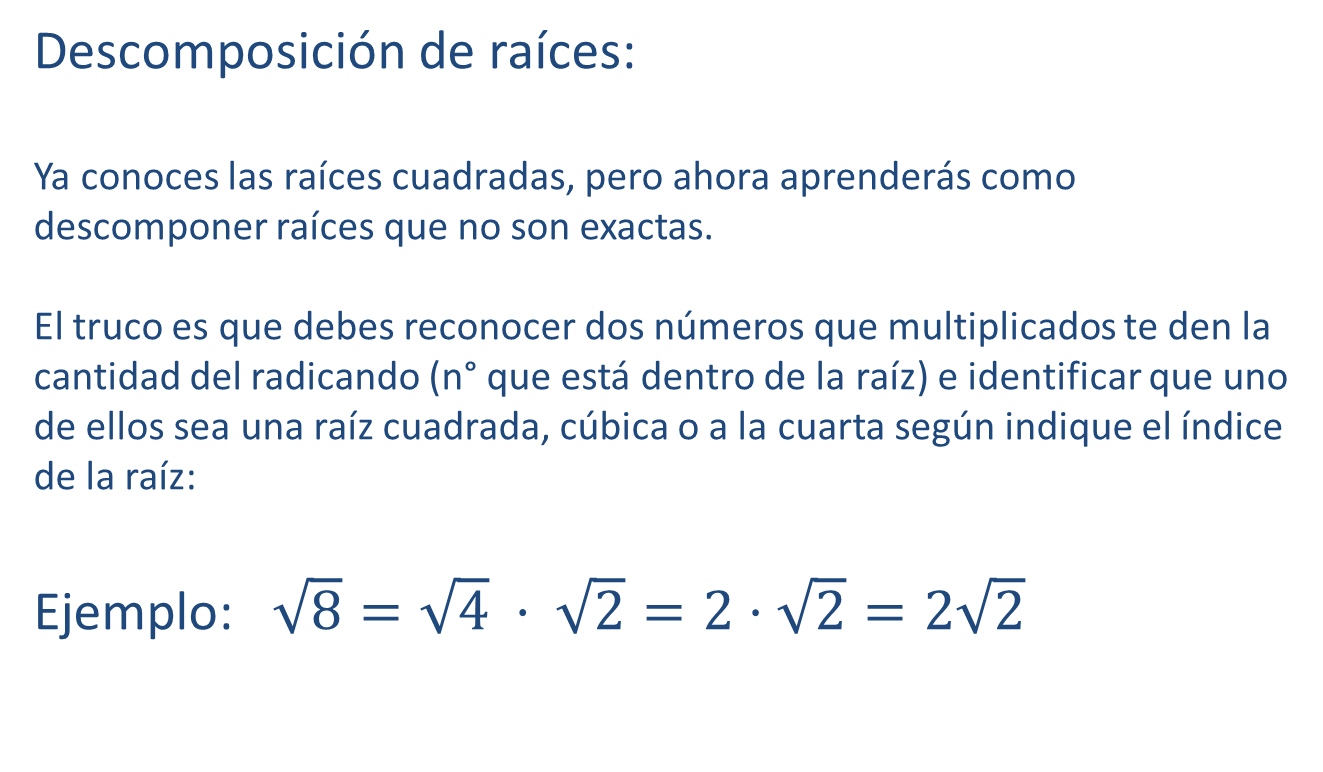 Descomposición de raíces:
Ya conoces las raíces cuadradas, pero ahora aprenderás como
descomponer raíces que no son exactas.
El truco es que debes reconocer dos números que multiplicados te den la
cantidad del radicando (n° que está dentro de la raíz) e identificar que uno
de ellos sea una raíz cuadrada, cúbica o a la cuarta según indique el índice
de la raíz:
Ejemplo: √8 = √4 · √2 = 2 · √2 = 2√2